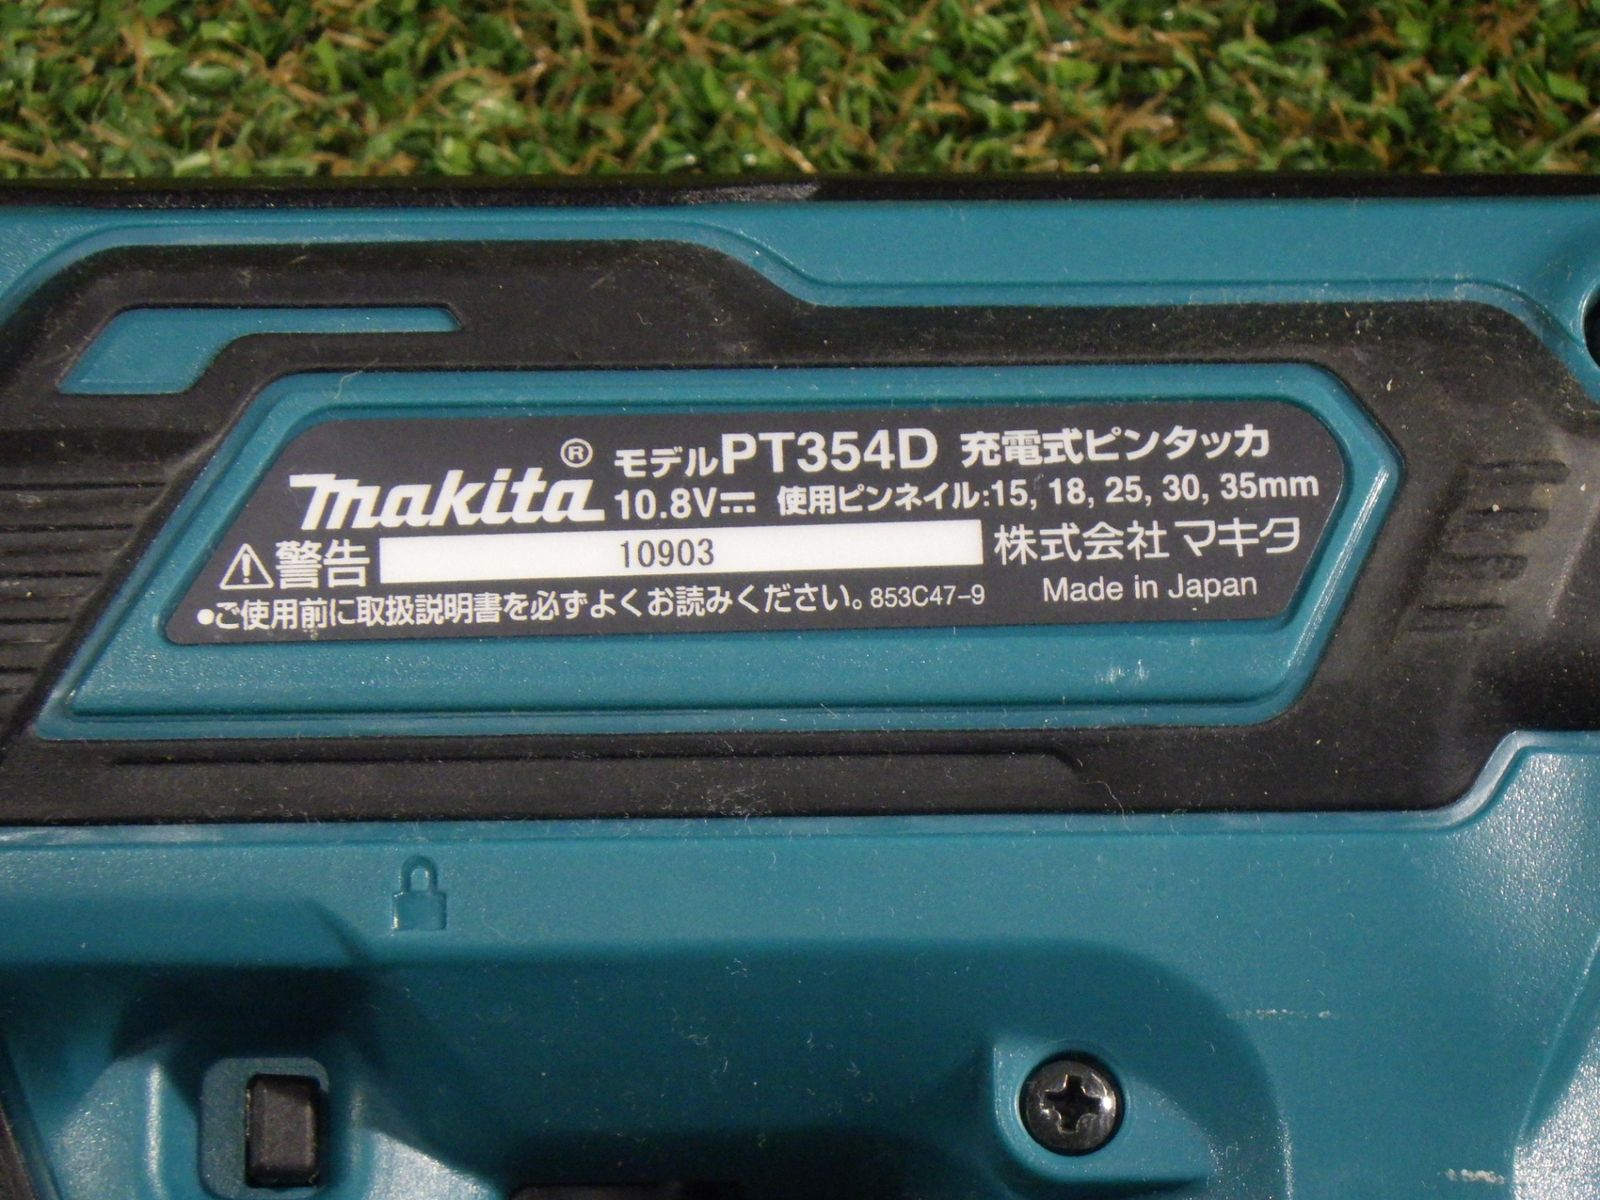 makita® モデルPT354D 充電式ピンタッカ
10.8V⎓ 使用ピンネイル:15, 18, 25, 30, 35mm
⚠警告 10903 株式会社マキタ
●ご使用前に取扱説明書を必ずよくお読みください。853C47-9 Made in Japan